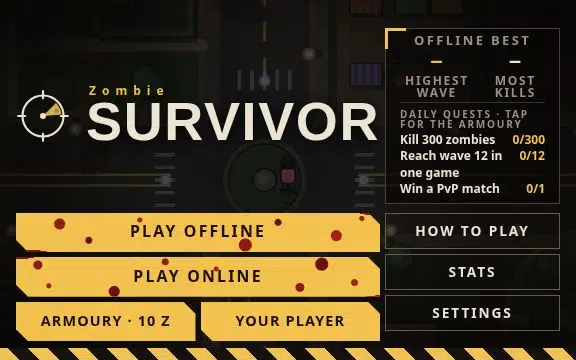 Zombie
SURVIVOR
PLAY OFFLINE
PLAY ONLINE
ARMOURY · 10 Z
YOUR PLAYER
OFFLINE BEST
– –
HIGHEST WAVE
MOST KILLS
DAILY QUESTS · TAP
FOR THE ARMOURY
Kill 300 zombies 0/300
Reach wave 12 in 0/12
one game
Win a PvP match 0/1
HOW TO PLAY
STATS
SETTINGS